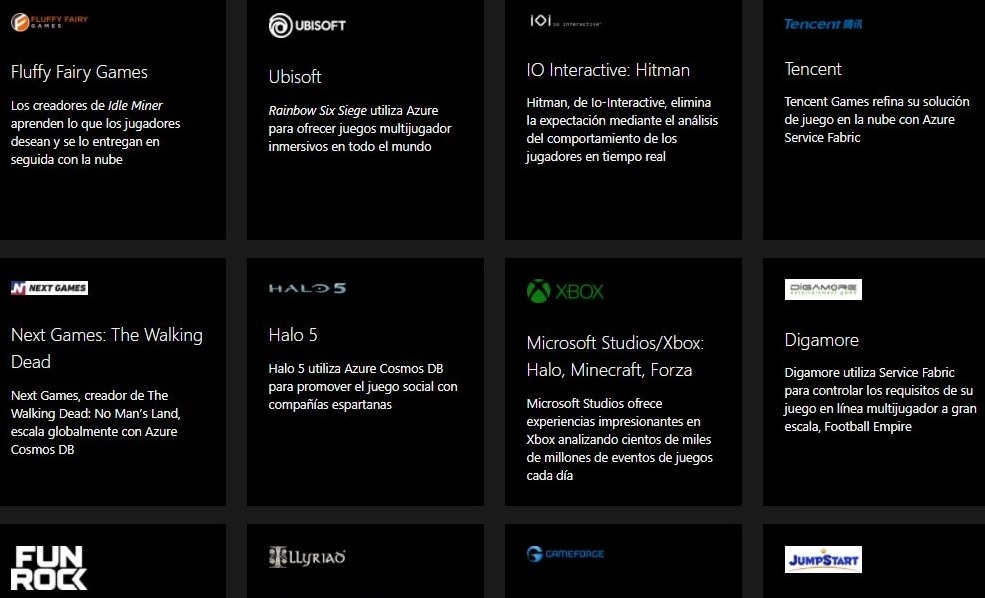 FLUFFY FAIRY
GAMES
Fluffy Fairy Games
Los creadores de Idle Miner
aprenden lo que los jugadores
desean y se lo entregan en
seguida con la nube
UBISOFT
Ubisoft
Rainbow Six Siege utiliza Azure
para ofrecer juegos multijugador
inmersivos en todo el mundo
IOI io interactive
IO Interactive: Hitman
Hitman, de Io-Interactive, elimina
la expectación mediante el análisis
del comportamiento de los
jugadores en tiempo real
Tencent 腾讯
Tencent
Tencent Games refina su solución
de juego en la nube con Azure
Service Fabric
NEXT GAMES
Next Games: The Walking
Dead
Next Games, creador de The
Walking Dead: No Man’s Land,
escala globalmente con Azure
Cosmos DB
HALO 5
Halo 5
Halo 5 utiliza Azure Cosmos DB
para promover el juego social con
compañías espartanas
XBOX
Microsoft Studios/Xbox:
Halo, Minecraft, Forza
Microsoft Studios ofrece
experiencias impresionantes en
Xbox analizando cientos de miles
de millones de eventos de juegos
cada día
DIGAMORE
entertainment gmbh
Digamore
Digamore utiliza Service Fabric
para controlar los requisitos de su
juego en línea multijugador a gran
escala, Football Empire
FUN
ROCK
ILLYRIAD
GAMEFORGE
JUMPSTART